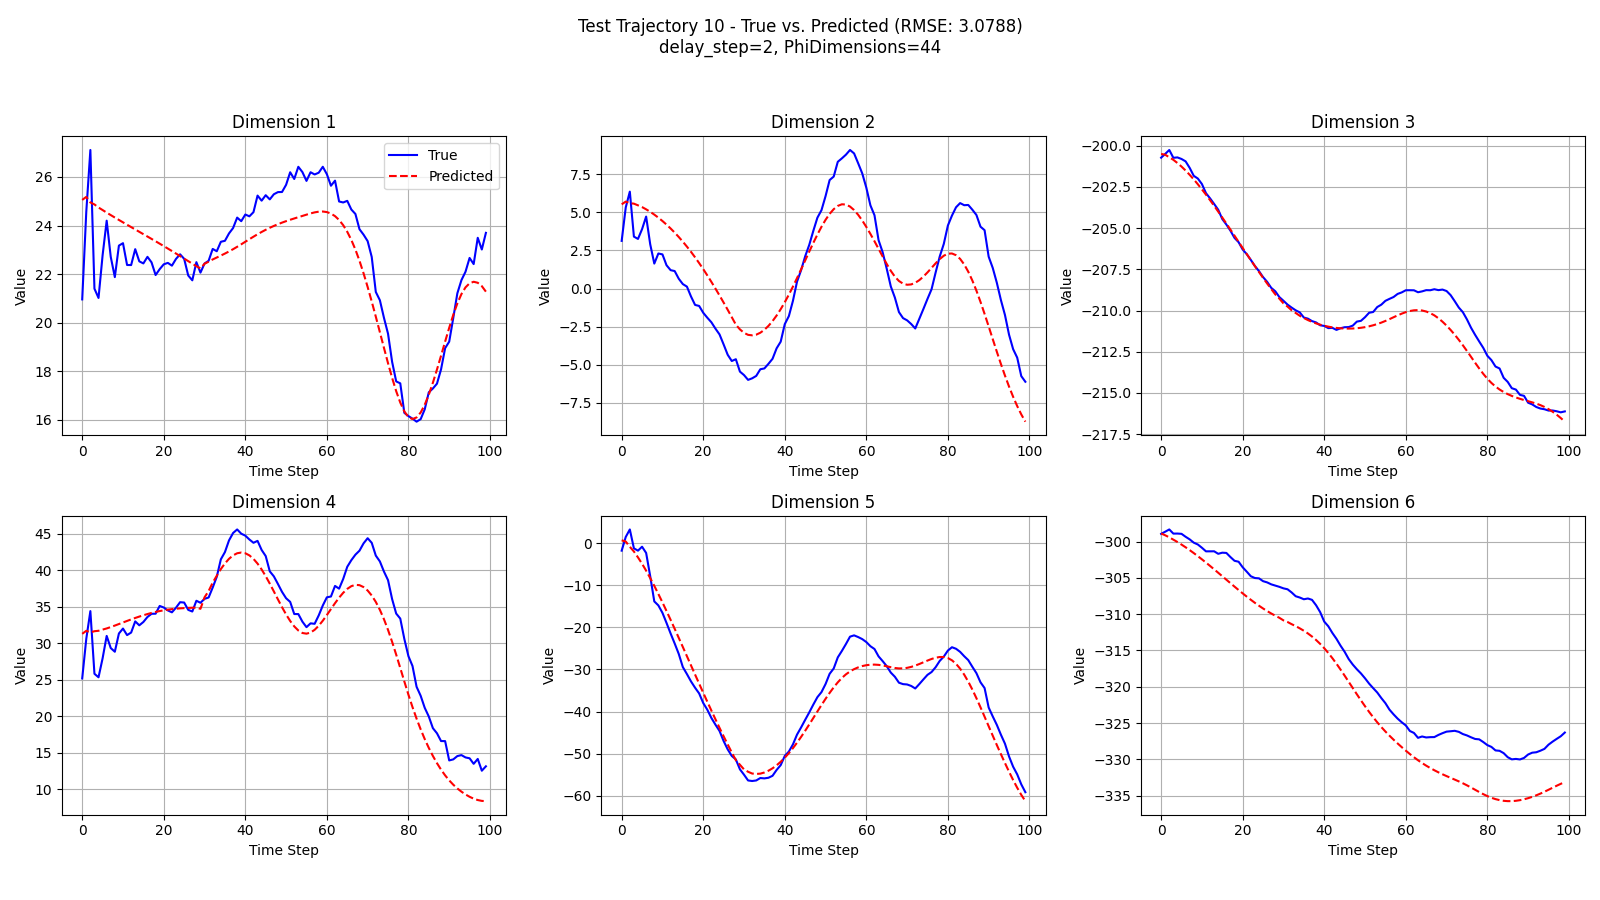 Test Trajectory 10 - True vs. Predicted (RMSE: 3.0788)
delay_step=2, PhiDimensions=44
Dimension 1
Value
26
24
22
20
18
16
0 20 40 60 80 100
Time Step
True
Predicted
Dimension 2
Value
7.5
5.0
2.5
0.0
−2.5
−5.0
−7.5
0 20 40 60 80 100
Time Step
Dimension 3
Value
−200.0
−202.5
−205.0
−207.5
−210.0
−212.5
−215.0
−217.5
0 20 40 60 80 100
Time Step
Dimension 4
Value
45
40
35
30
25
20
15
10
0 20 40 60 80 100
Time Step
Dimension 5
Value
0
−10
−20
−30
−40
−50
−60
0 20 40 60 80 100
Time Step
Dimension 6
Value
−300
−305
−310
−315
−320
−325
−330
−335
0 20 40 60 80 100
Time Step